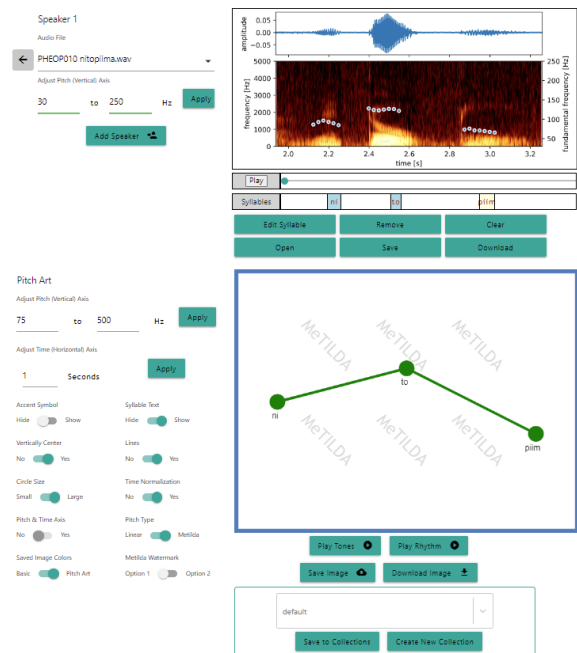 Speaker 1
Audio File
PHEOP010 nitopiima.wav
Adjust Pitch (Vertical) Axis
30 to 250 Hz Apply
Add Speaker
amplitude
0.05
0.00
−0.05
frequency [Hz]
5000
4000
3000
2000
1000
0
250
200
150
100
50
fundamental frequency [Hz]
2.0 2.2 2.4 2.6 2.8 3.0 3.2
time [s]
Play
Syllables ni to piim
Edit Syllable Remove Clear
Open Save Download
Pitch Art
Adjust Pitch (Vertical) Axis
75 to 500 Hz Apply
Adjust Time (Horizontal) Axis
1 Seconds Apply
Accent Symbol Syllable Text
Hide Show Hide Show
Vertically Center Lines
No Yes No Yes
Circle Size Time Normalization
Small Large No Yes
Pitch & Time Axis Pitch Type
No Yes Linear Metilda
Saved Image Colors Metilda Watermark
Basic Pitch Art Option 1 Option 2
MeTILDA MeTILDA MeTILDA
to
ni
piim
MeTILDA MeTILDA MeTILDA
Play Tones Play Rhythm
Save Image Download Image
default
Save to Collections Create New Collection